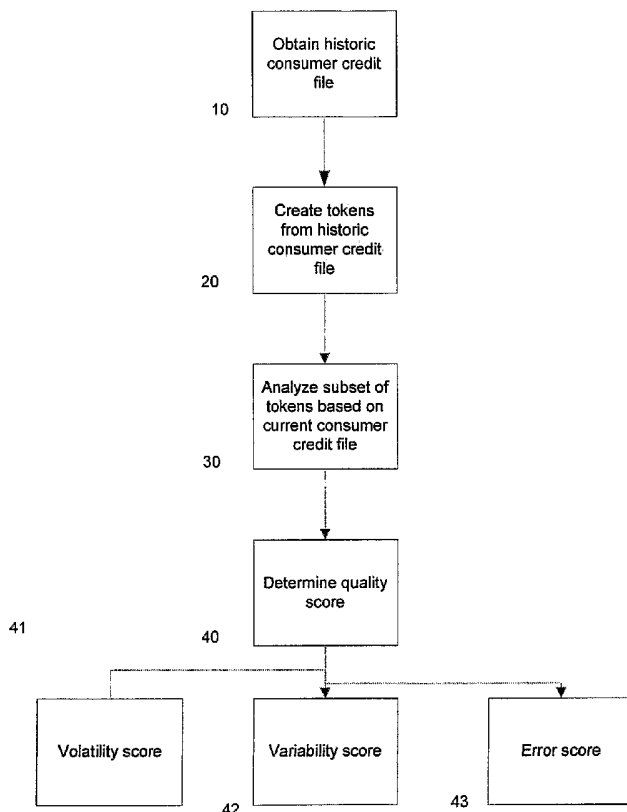 Obtain historic
consumer credit
file
10
Create tokens
from historic
consumer credit
file
20
Analyze subset of
tokens based on
current consumer
credit file
30
Determine quality
score
40
41
Volatility score
Variability score
42
Error score
43